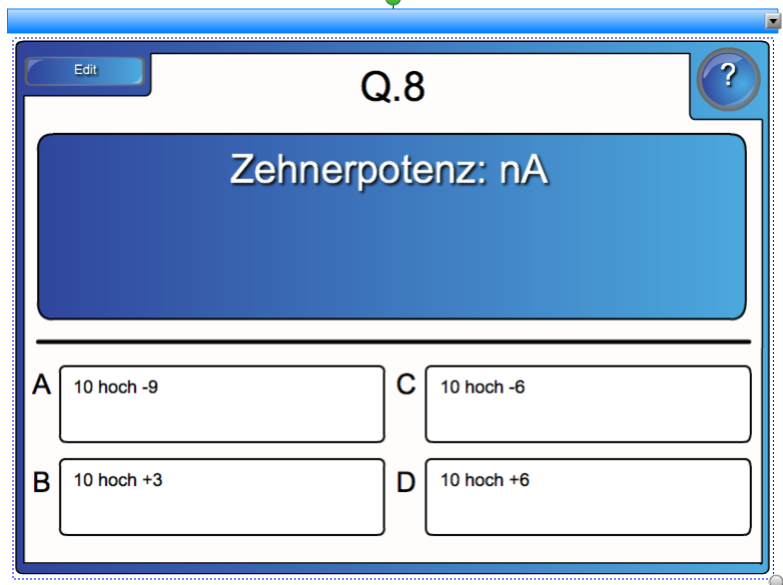 Edit
Q.8
?
Zehnerpotenz: nA
A
10 hoch -9
C
10 hoch -6
B
10 hoch +3
D
10 hoch +6